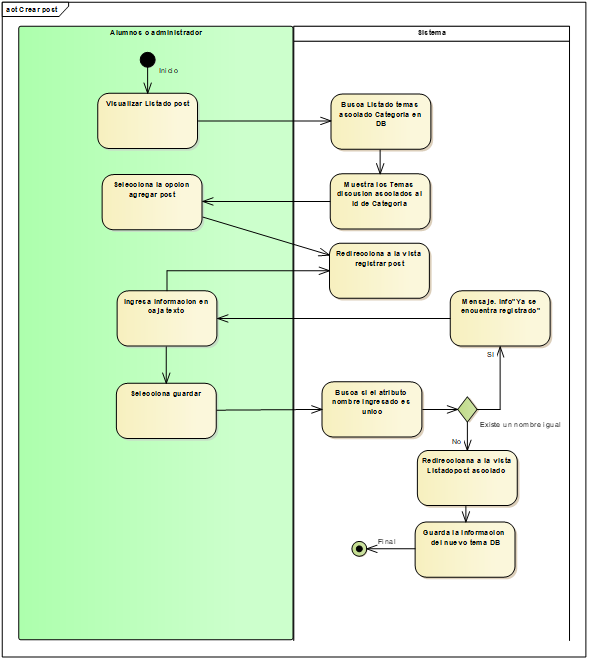 act Crear post
Alumnos o administrador
Sistema
Inicio
Visualizar Listado post
Busca Listado temas
asociado Categoria en
DB
Selecciona la opcion
agregar post
Muestra los Temas
discusion asociados al
id de Categoria
Redirecciona a la vista
registrar post
Ingresa informacion en
caja texto
Mensaje. Info"Ya se
encuentra registrado"
SI
Selecciona guardar
Busca si el atributo
nombre ingresado es
unico
Existe un nombre igual
No
Redireccioana a la vista
Listadopost asociado
Guarda la informacion
del nuevo tema DB
Final